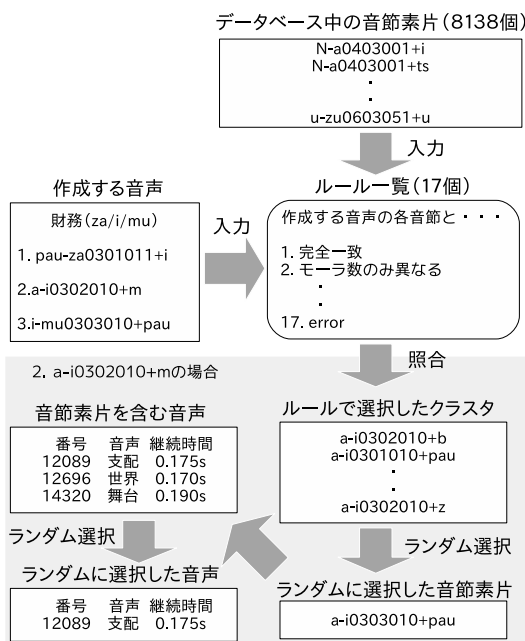 データベース中の音節素片(8138個)
N-a0403001+i
N-a0403001+ts
・
・
u-zu0603051+u
入力
作成する音声
財務(za/i/mu)
1. pau-za0301011+i
2.a-i0302010+m
3.i-mu0303010+pau
入力
ルール一覧(17個)
作成する音声の各音節と・・・
1. 完全一致
2. モーラ数のみ異なる
・
・
17. error
照合
2. a-i0302010+mの場合
音節素片を含む音声
番号 音声 継続時間
12089 支配 0.175s
12696 世界 0.170s
14320 舞台 0.190s
ルールで選択したクラスタ
a-i0302010+b
a-i0301010+pau
・
・
a-i0302010+z
ランダム選択
ランダム選択
ランダムに選択した音声
番号 音声 継続時間
12089 支配 0.175s
ランダムに選択した音節素片
a-i0303010+pau